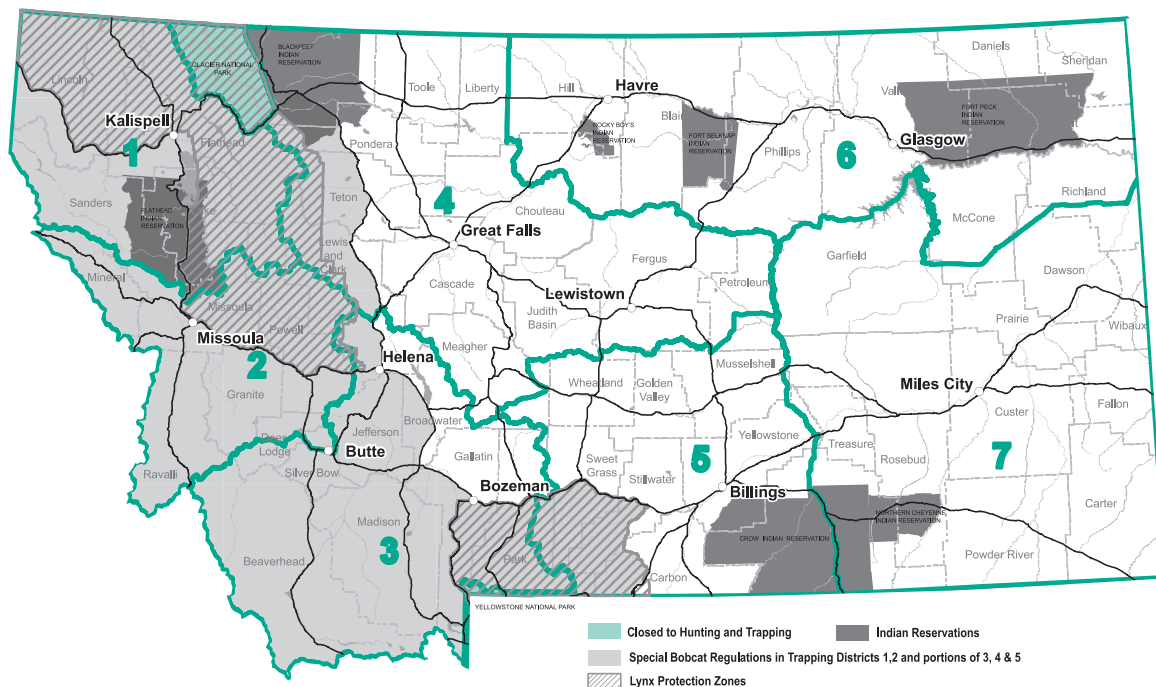 Daniels
Sheridan
BLACKFEET
INDIAN
RESERVATION
GLACIER NATIONAL
PARK
Lincoln
Toole
Liberty
Hill
Havre
Blain
Vall
FORT PECK
INDIAN
RESERVATION
Kalispell
Flathead
ROCKY BOY'S
INDIAN
RESERVATION
FORT BELKNAP
INDIAN
RESERVATION
Glasgow
1
Pondera
Phillips
6
Richland
Sanders
FLATHEAD
INDIAN
RESERVATION
ke
Teton
4
Chouteau
McCone
Great Falls
Lewis
and
Clark
Fergus
Garfield
Mineral
Dawson
Cascade
Petroleum
Missoula
Lewistown
Judith
Basin
Prairie
Wibaux
Powell
Missoula
Helena
Meagher
Musselshell
2
Wheatland
Golden
Valley
Miles City
Granite
Custer
Fallon
Broadwater
Jefferson
Deer
Lodge
Yellowstone
Treasure
Butte
Gallatin
Sweet
Grass
5
Rosebud
7
Ravalli
Silver Bow
Stillwater
Bozeman
Billings
Carter
Madison
NORTHERN CHEYENNE
INDIAN RESERVATION
3
CROW INDIAN RESERVATION
Beaverhead
Park
Powder River
Carbon
YELLOWSTONE NATIONAL PARK
Closed to Hunting and Trapping
Indian Reservations
Special Bobcat Regulations in Trapping Districts 1,2 and portions of 3, 4 & 5
Lynx Protection Zones